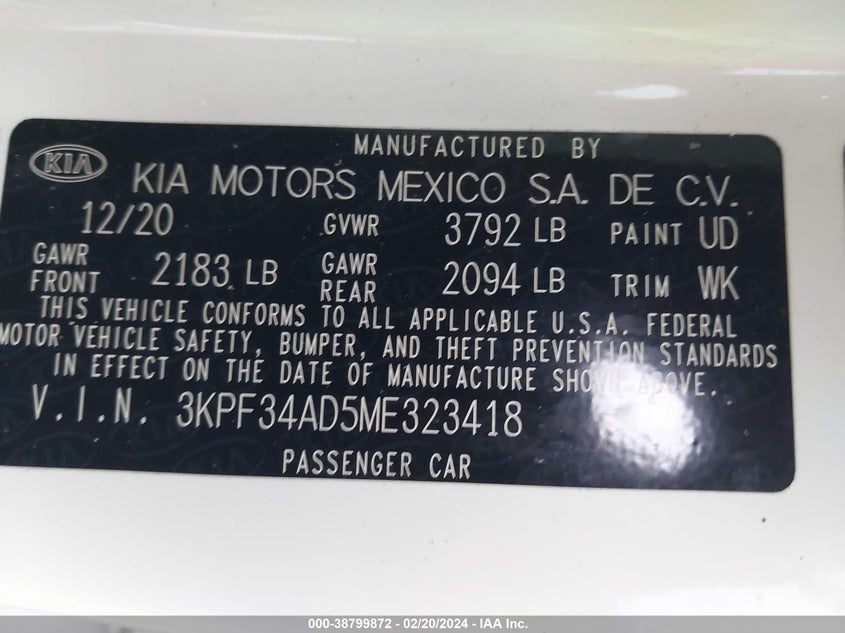 MANUFACTURED BY
KIA KIA MOTORS MEXICO S.A. DE C.V.
12/20 GVWR 3792 LB PAINT UD
GAWR FRONT 2183 LB GAWR REAR 2094 LB TRIM WK
THIS VEHICLE CONFORMS TO ALL APPLICABLE U.S.A. FEDERAL
MOTOR VEHICLE SAFETY, BUMPER, AND THEFT PREVENTION STANDARDS
IN EFFECT ON THE DATE OF MANUFACTURE SHOWN ABOVE.
V.I.N. 3KPF34AD5ME323418
PASSENGER CAR
000-38799872 / 02/20/2024 - IAA Inc.